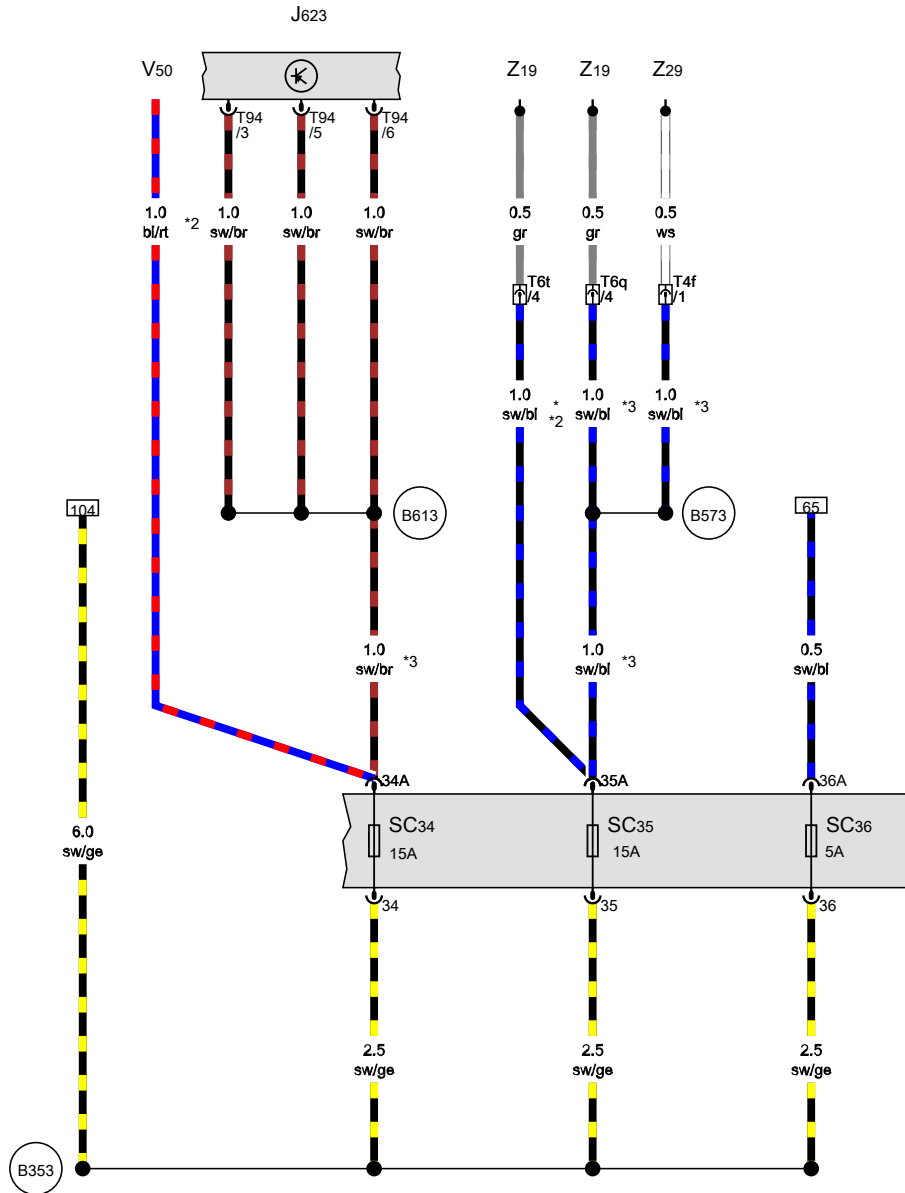 J623
V50
Z19
Z19
Z29
T94
/3
T94
/5
T94
/6
1.0
bl/rt
*2
1.0
sw/br
1.0
sw/br
1.0
sw/br
0.5
gr
0.5
gr
0.5
ws
T6t
/4
T6q
/4
T4f
/1
1.0
sw/bl
*
*2
1.0
sw/bl
*3
1.0
sw/bl
*3
104
B613
B573
65
1.0
sw/br
*3
1.0
sw/bl
*3
0.5
sw/bl
34A
35A
36A
6.0
sw/ge
SC34
15A
SC35
15A
SC36
5A
34
35
36
2.5
sw/ge
2.5
sw/ge
2.5
sw/ge
B353